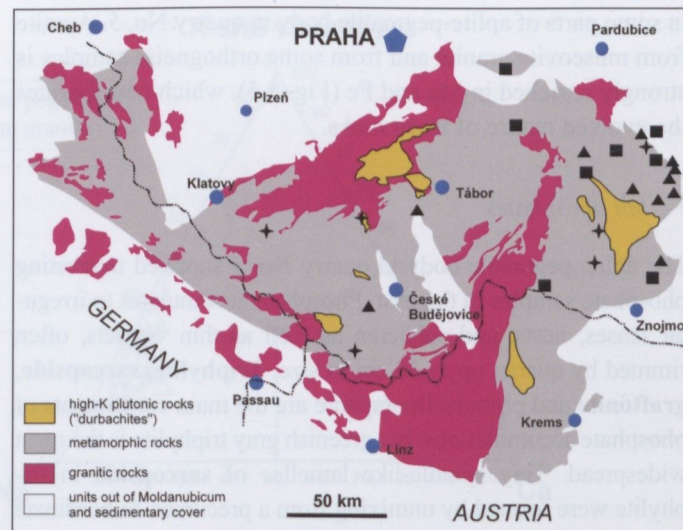 Cheb
PRAHA
Pardubice
Plzeň
Klatovy
Tábor
České
Budějovice
Znojmo
GERMANY
Passau
Krems
Linz
high-K plutonic rocks
("durbachites")
metamorphic rocks
granitic rocks
units out of Moldanubicum
and sedimentary cover
50 km
AUSTRIA